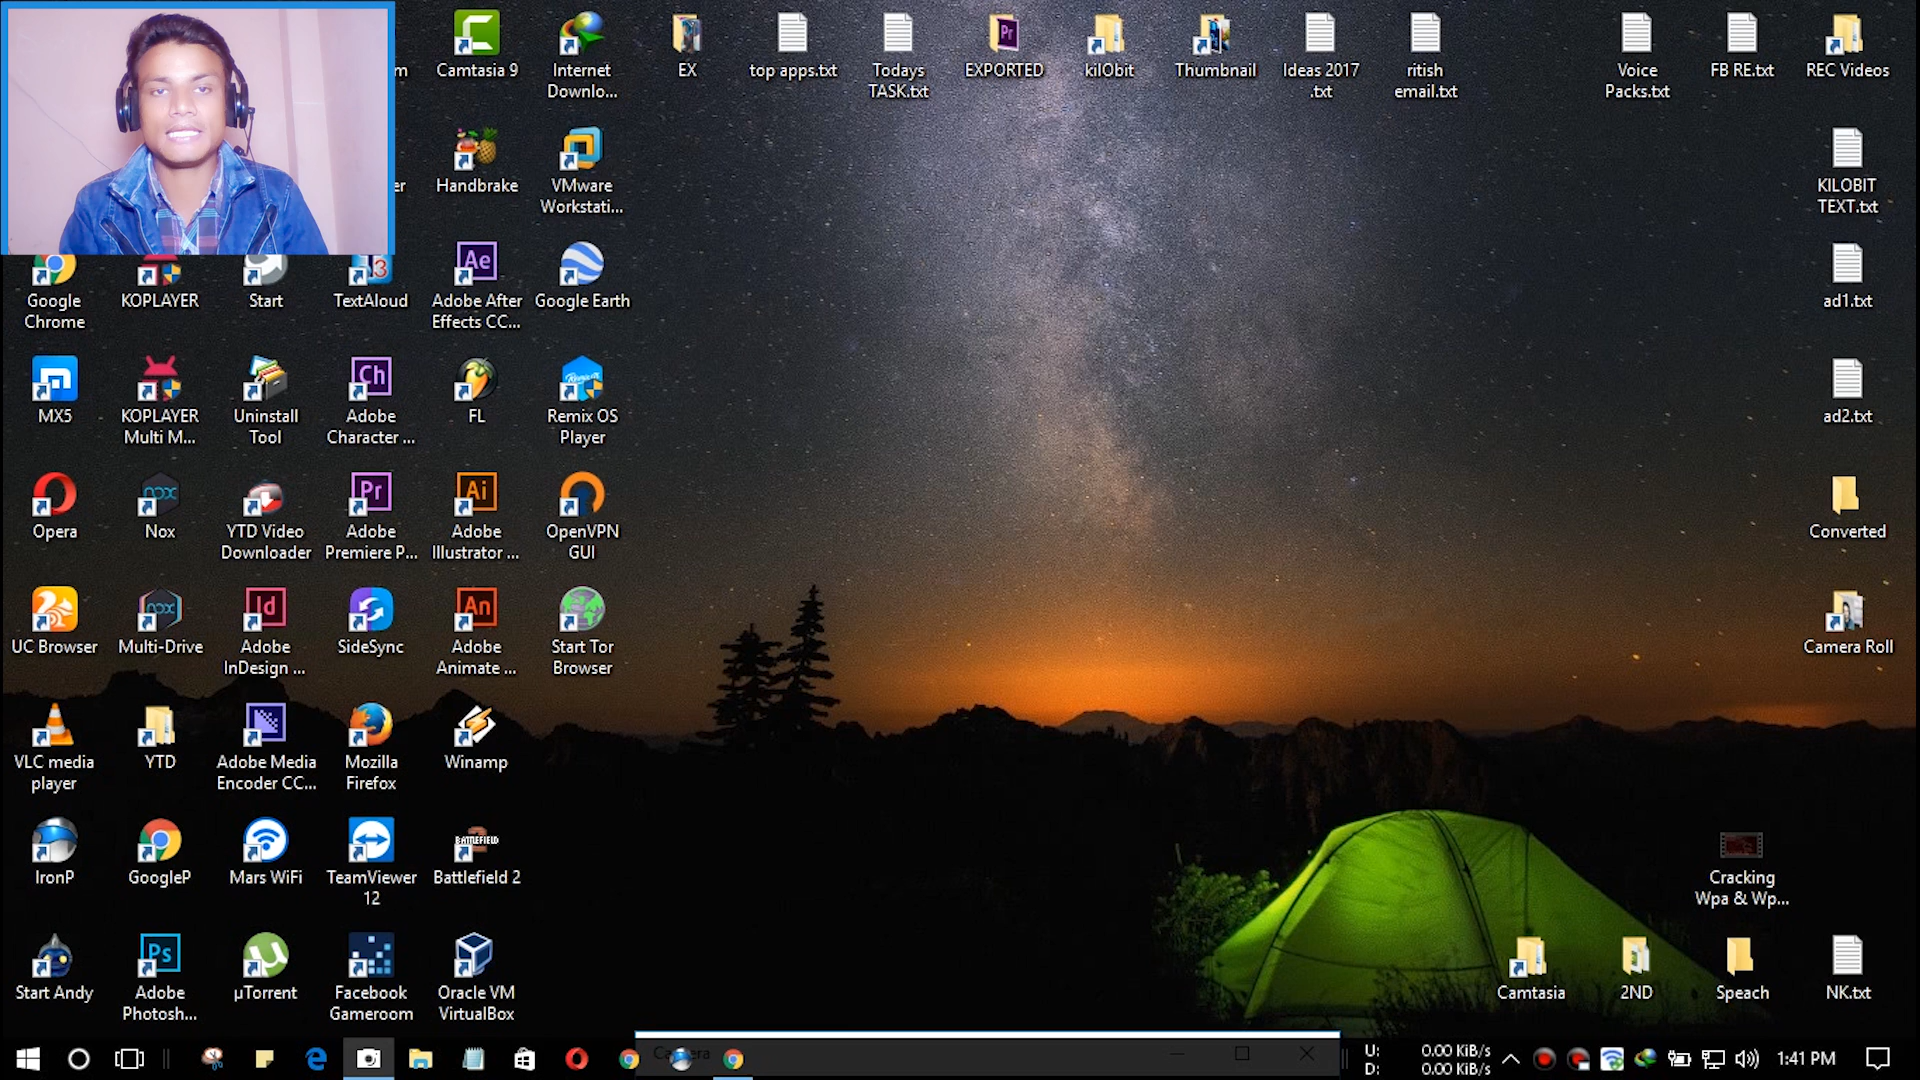 m
Camtasia 9
Internet
Downlo...
EX
top apps.txt
Todays
TASK.txt
EXPORTED
kilObit
Thumbnail
Ideas 2017
.txt
ritish
email.txt
Voice
Packs.txt
FB RE.txt
REC Videos
er
Handbrake
VMware
Workstati...
KILOBIT
TEXT.txt
Google
Chrome
KOPLAYER
Start
TextAloud
Adobe After
Effects CC...
Google Earth
ad1.txt
MX5
KOPLAYER
Multi M...
Uninstall
Tool
Adobe
Character ...
FL
Remix OS
Player
ad2.txt
Opera
Nox
YTD Video
Downloader
Adobe
Premiere P...
Adobe
Illustrator ...
OpenVPN
GUI
Converted
UC Browser
Multi-Drive
Adobe
InDesign ...
SideSync
Adobe
Animate ...
Start Tor
Browser
Camera Roll
VLC media
player
YTD
Adobe Media
Encoder CC...
Mozilla
Firefox
Winamp
IronP
GoogleP
Mars WiFi
TeamViewer
12
Battlefield 2
Cracking
Wpa & Wp...
Start Andy
Adobe
Photosh...
µTorrent
Facebook
Gameroom
Oracle VM
VirtualBox
Camtasia
2ND
Speach
NK.txt
U: 0.00 KiB/s
D: 0.00 KiB/s
1:41 PM